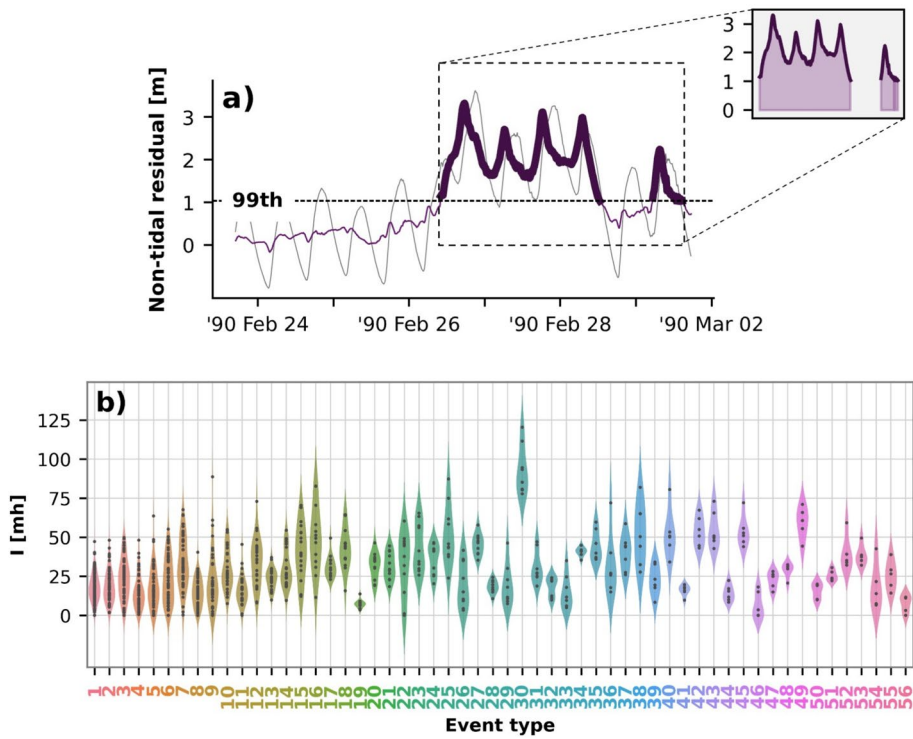 3
2
1
0
a)
Non-tidal residual [m]
3
2
1
0
99th
'90 Feb 24 '90 Feb 26 '90 Feb 28 '90 Mar 02
b)
I [mh]
125
100
75
50
25
0
1 2 3 4 5 6 7 8 9 10 11 12 13 14 15 16 17 18 19 20 21 22 23 24 25 26 27 28 29 30 31 32 33 34 35 36 37 38 39 40 41 42 43 44 45 46 47 48 49 50 51 52 53 54 55 56
Event type